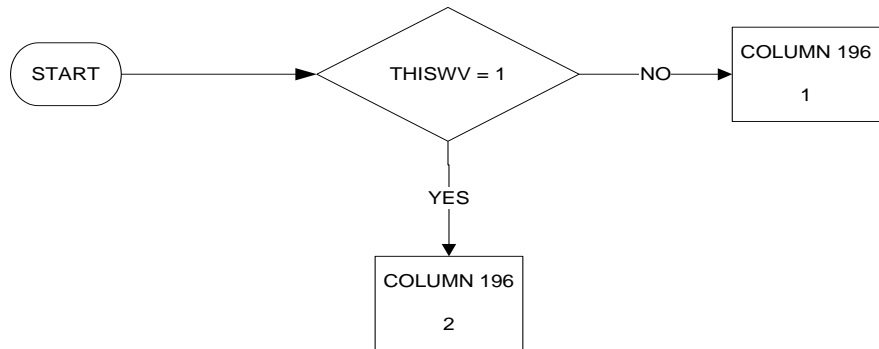 START
THISWV = 1
NO
COLUMN 196
1
YES
COLUMN 196
2